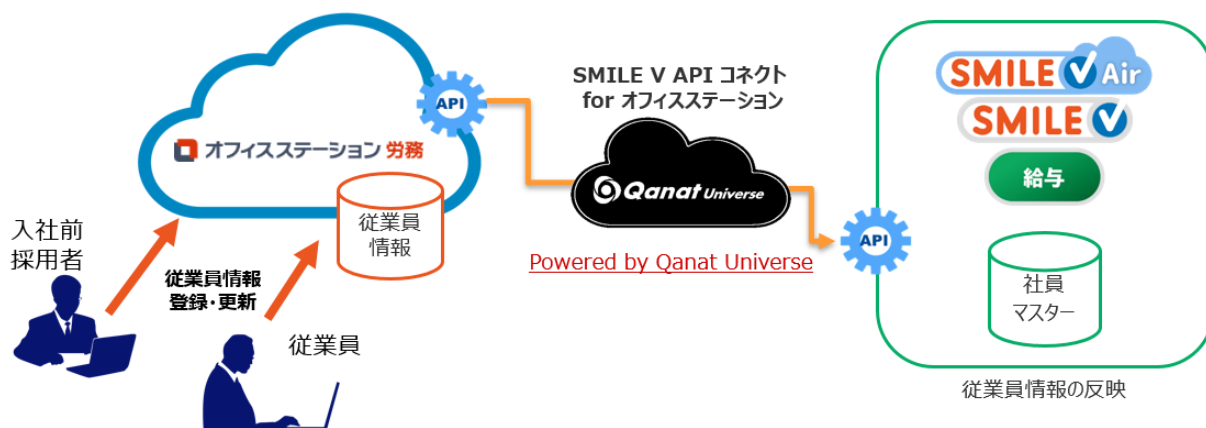 SMILE V Air
SMILE V API コネクト
for オフィスステーション
API
SMILE V
オフィスステーション 労務
給与
Qanat Universe
従業員
情報
入社前
採用者
API
Powered by Qanat Universe
従業員情報
登録・更新
社員
マスター
従業員
従業員情報の反映